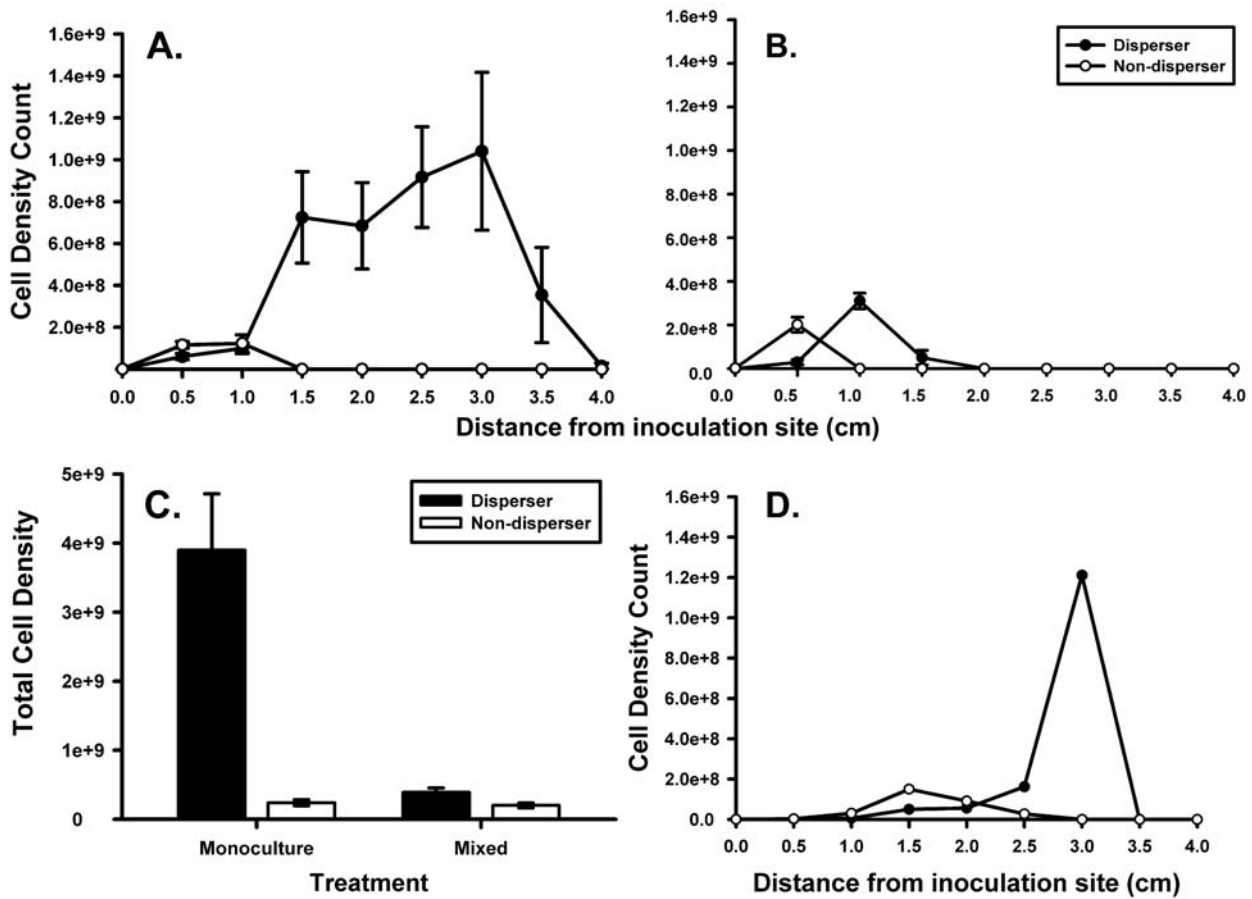 A.
Cell Density Count
1.6e+9
1.4e+9
1.2e+9
1.0e+9
8.0e+8
6.0e+8
4.0e+8
2.0e+8
0.0 0.5 1.0 1.5 2.0 2.5 3.0 3.5 4.0
B.
Disperser
Non-disperser
1.6e+9
1.4e+9
1.2e+9
1.0e+9
8.0e+8
6.0e+8
4.0e+8
2.0e+8
0.0
0.0 0.5 1.0 1.5 2.0 2.5 3.0 3.5 4.0
Distance from inoculation site (cm)
C.
Disperser
Non-disperser
Total Cell Density
5e+9
4e+9
3e+9
2e+9
1e+9
0
Monoculture Mixed
Treatment
D.
Cell Density Count
1.6e+9
1.4e+9
1.2e+9
1.0e+9
8.0e+8
6.0e+8
4.0e+8
2.0e+8
0.0
0.0 0.5 1.0 1.5 2.0 2.5 3.0 3.5 4.0
Distance from inoculation site (cm)